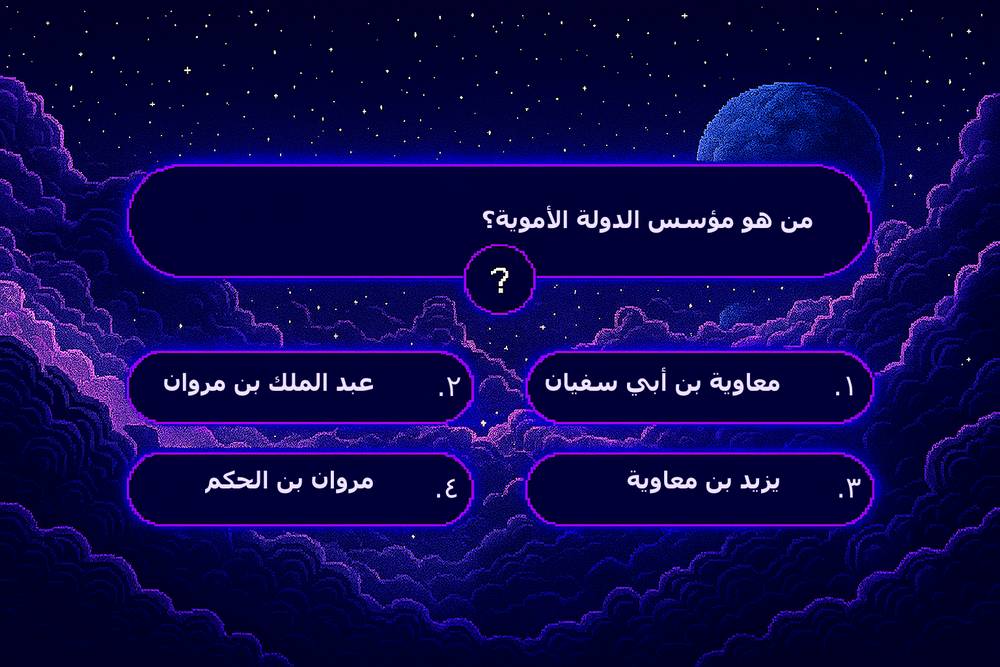 من هو مؤسس الدولة الأموية؟
?
١. معاوية بن أبي سفيان
٢. عبد الملك بن مروان
٣. يزيد بن معاوية
٤. مروان بن الحكم